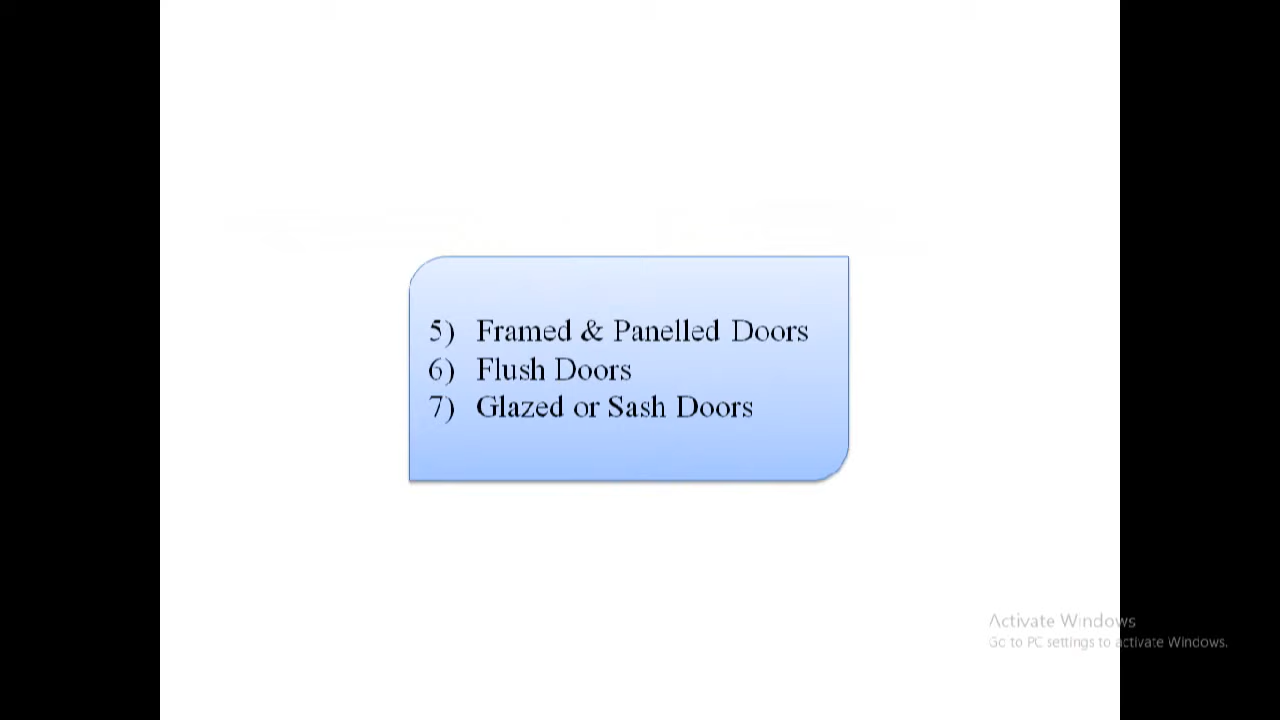 5) Framed & Panelled Doors
6) Flush Doors
7) Glazed or Sash Doors
Activate Windows
Go to PC settings to activate Windows.